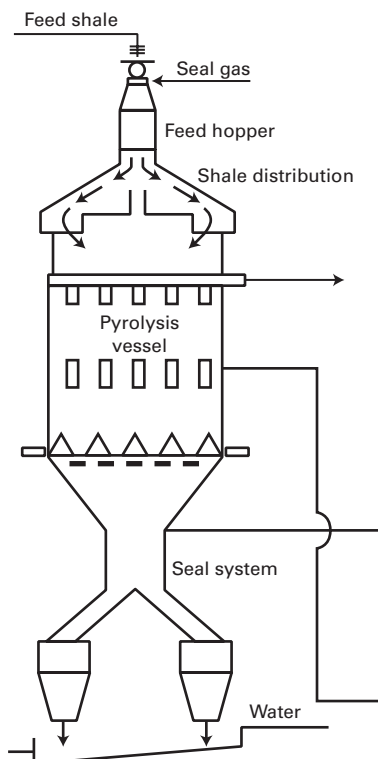 Feed shale
Seal gas
Feed hopper
Shale distribution
Pyrolysis
vessel
Seal system
Water